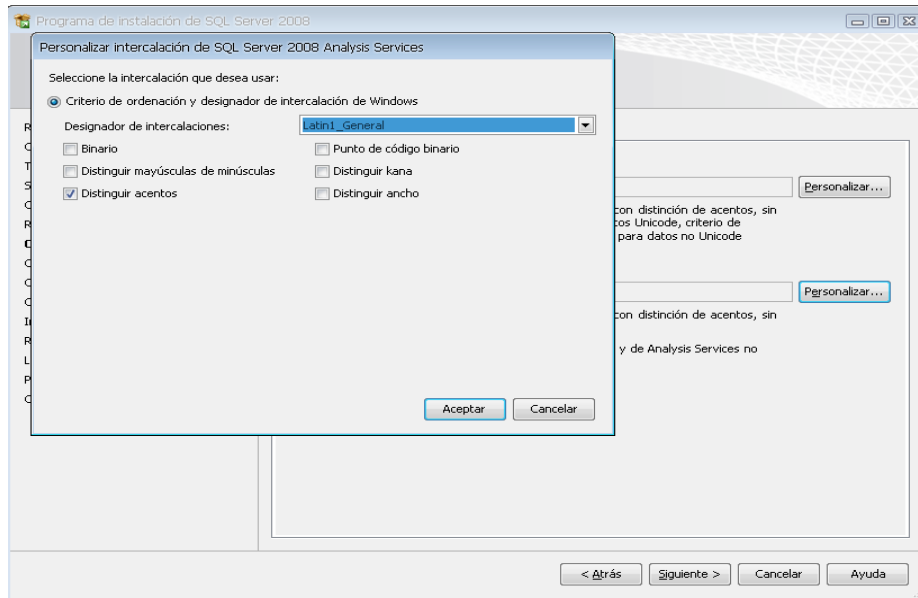 Programa de instalación de SQL Server 2008
Personalizar intercalación de SQL Server 2008 Analysis Services
Seleccione la intercalación que desea usar:
Criterio de ordenación y designador de intercalación de Windows
Designador de intercalaciones: Latin1_General
Binario Punto de código binario
Distinguir mayúsculas de minúsculas Distinguir kana
Distinguir acentos Distinguir ancho
Aceptar Cancelar
Personalizar...
con distinción de acentos, sin
tos Unicode, criterio de
para datos no Unicode
Personalizar...
con distinción de acentos, sin
y de Analysis Services no
< Atrás Siguiente > Cancelar Ayuda